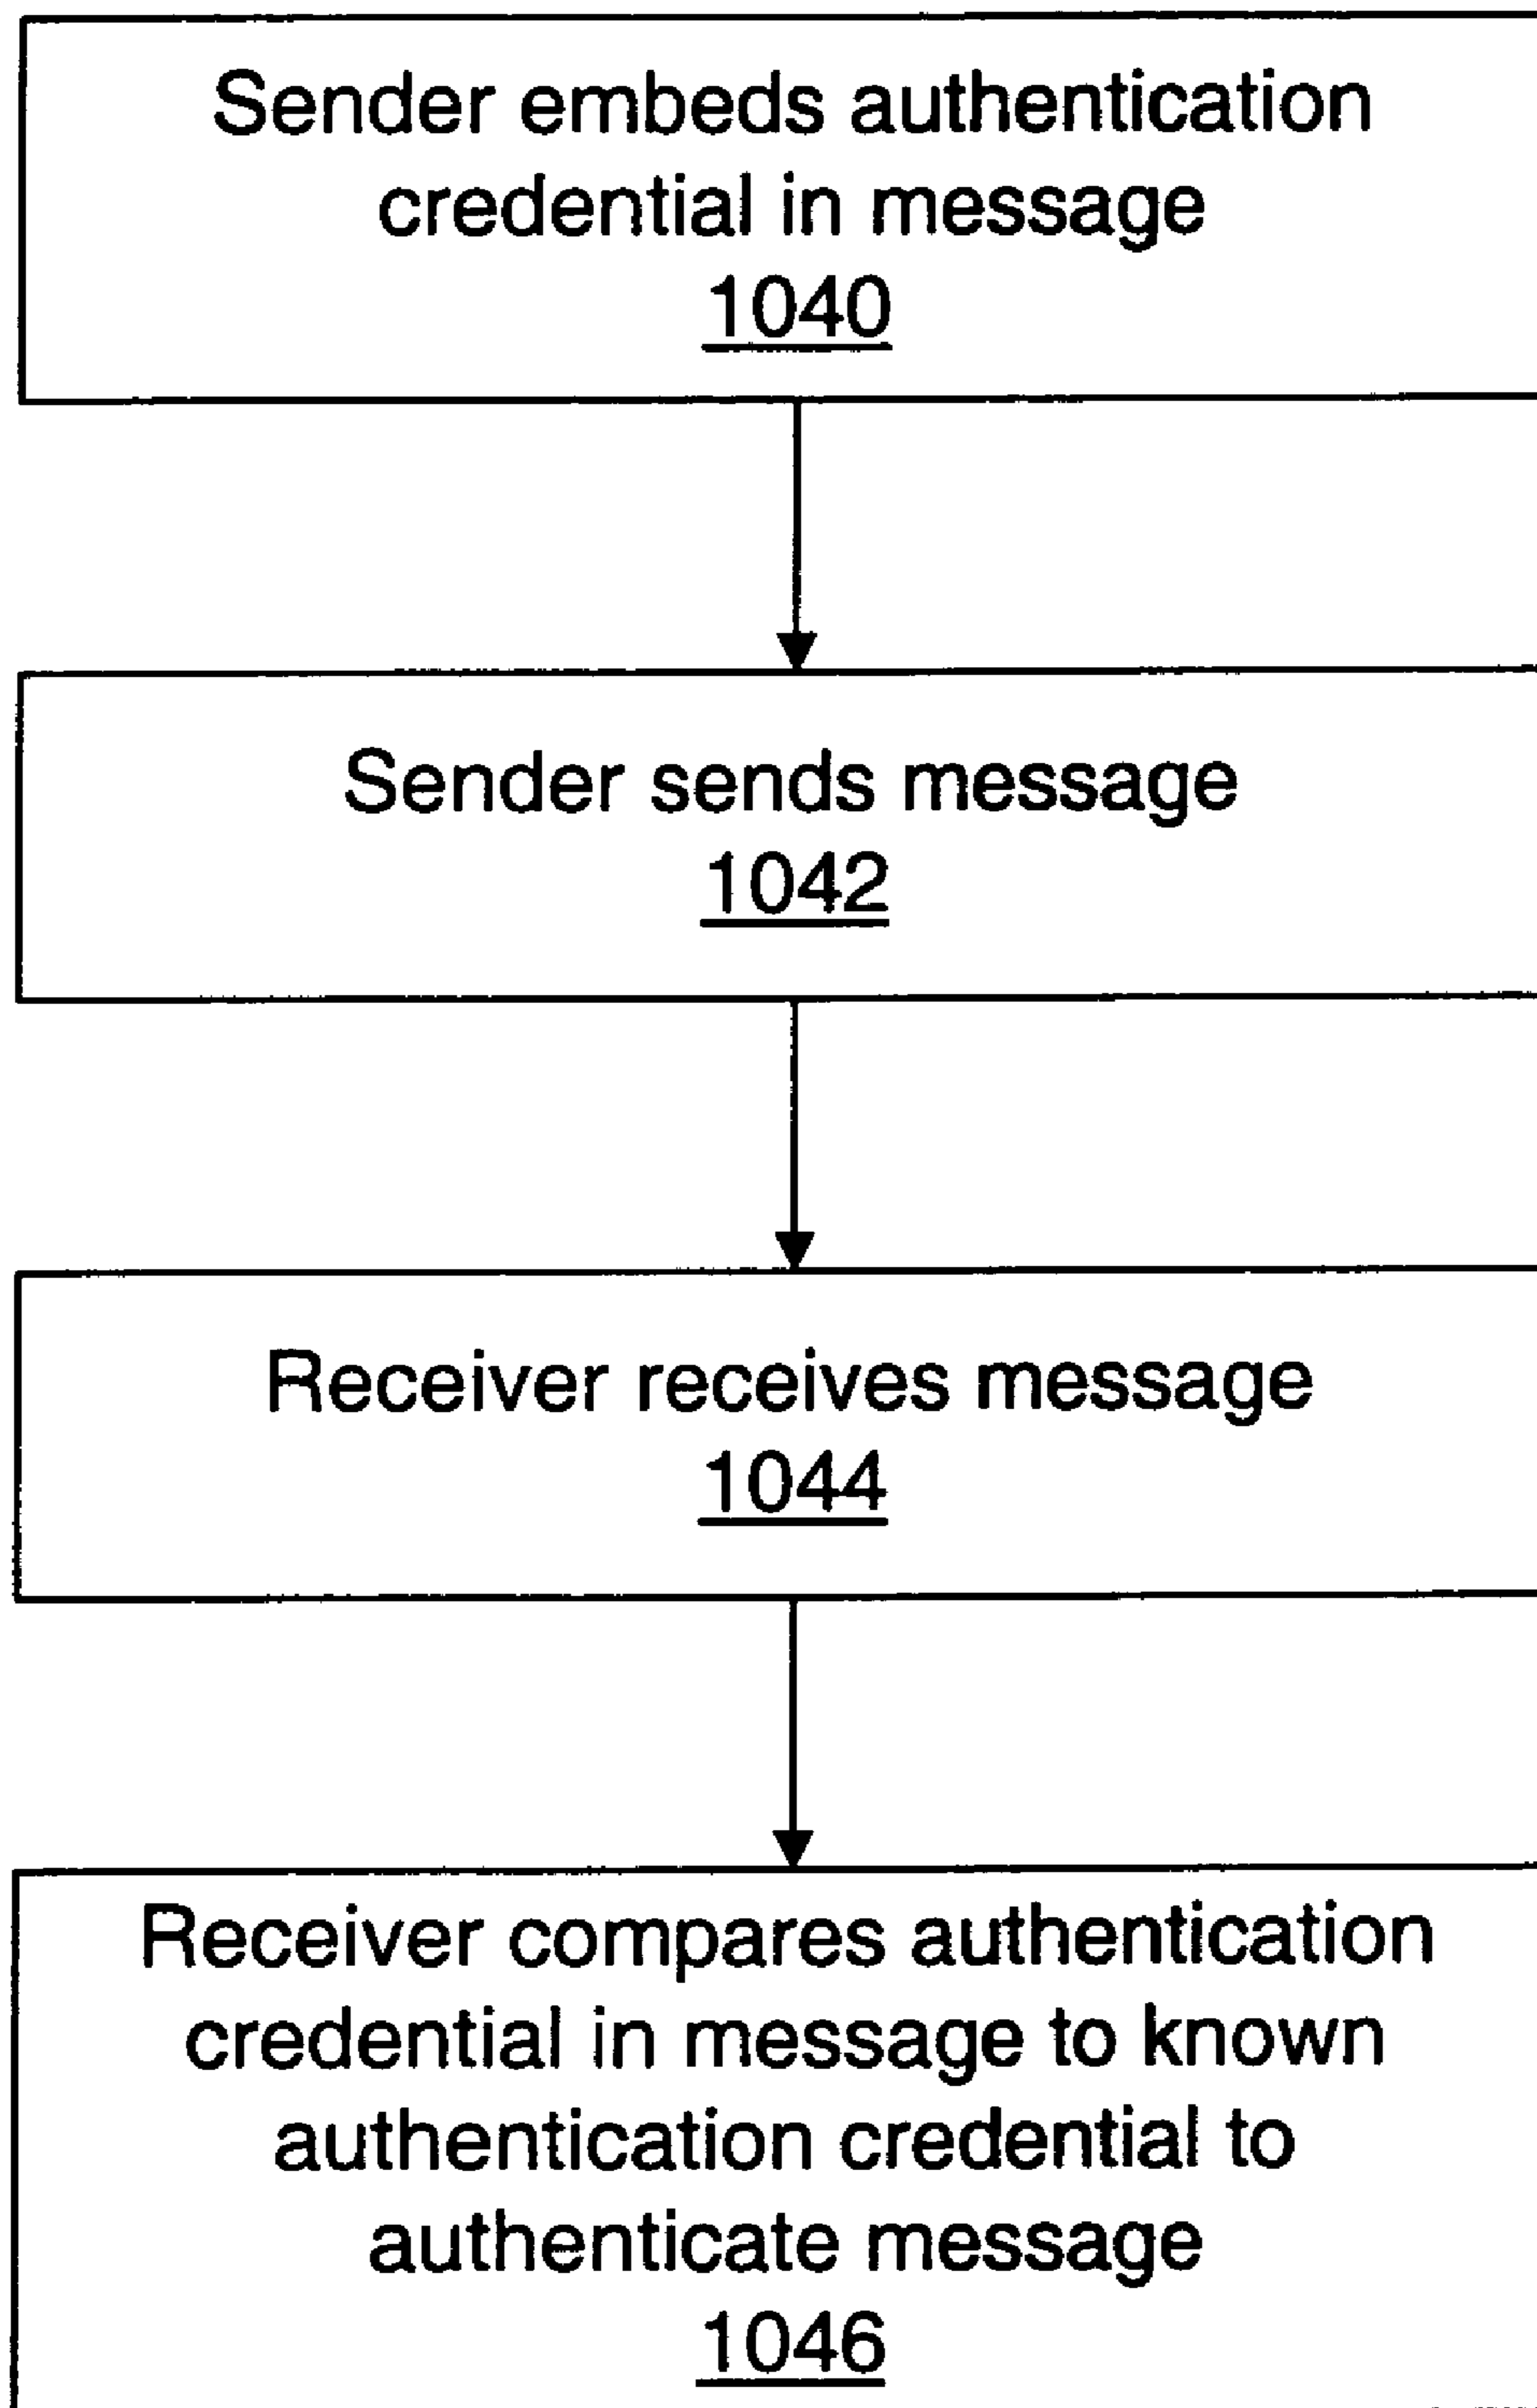 Sender embeds authentication
credential in message
1040
Sender sends message
1042
Receiver receives message
1044
Receiver compares authentication
credential in message to known
authentication credential to
authenticate message
1046